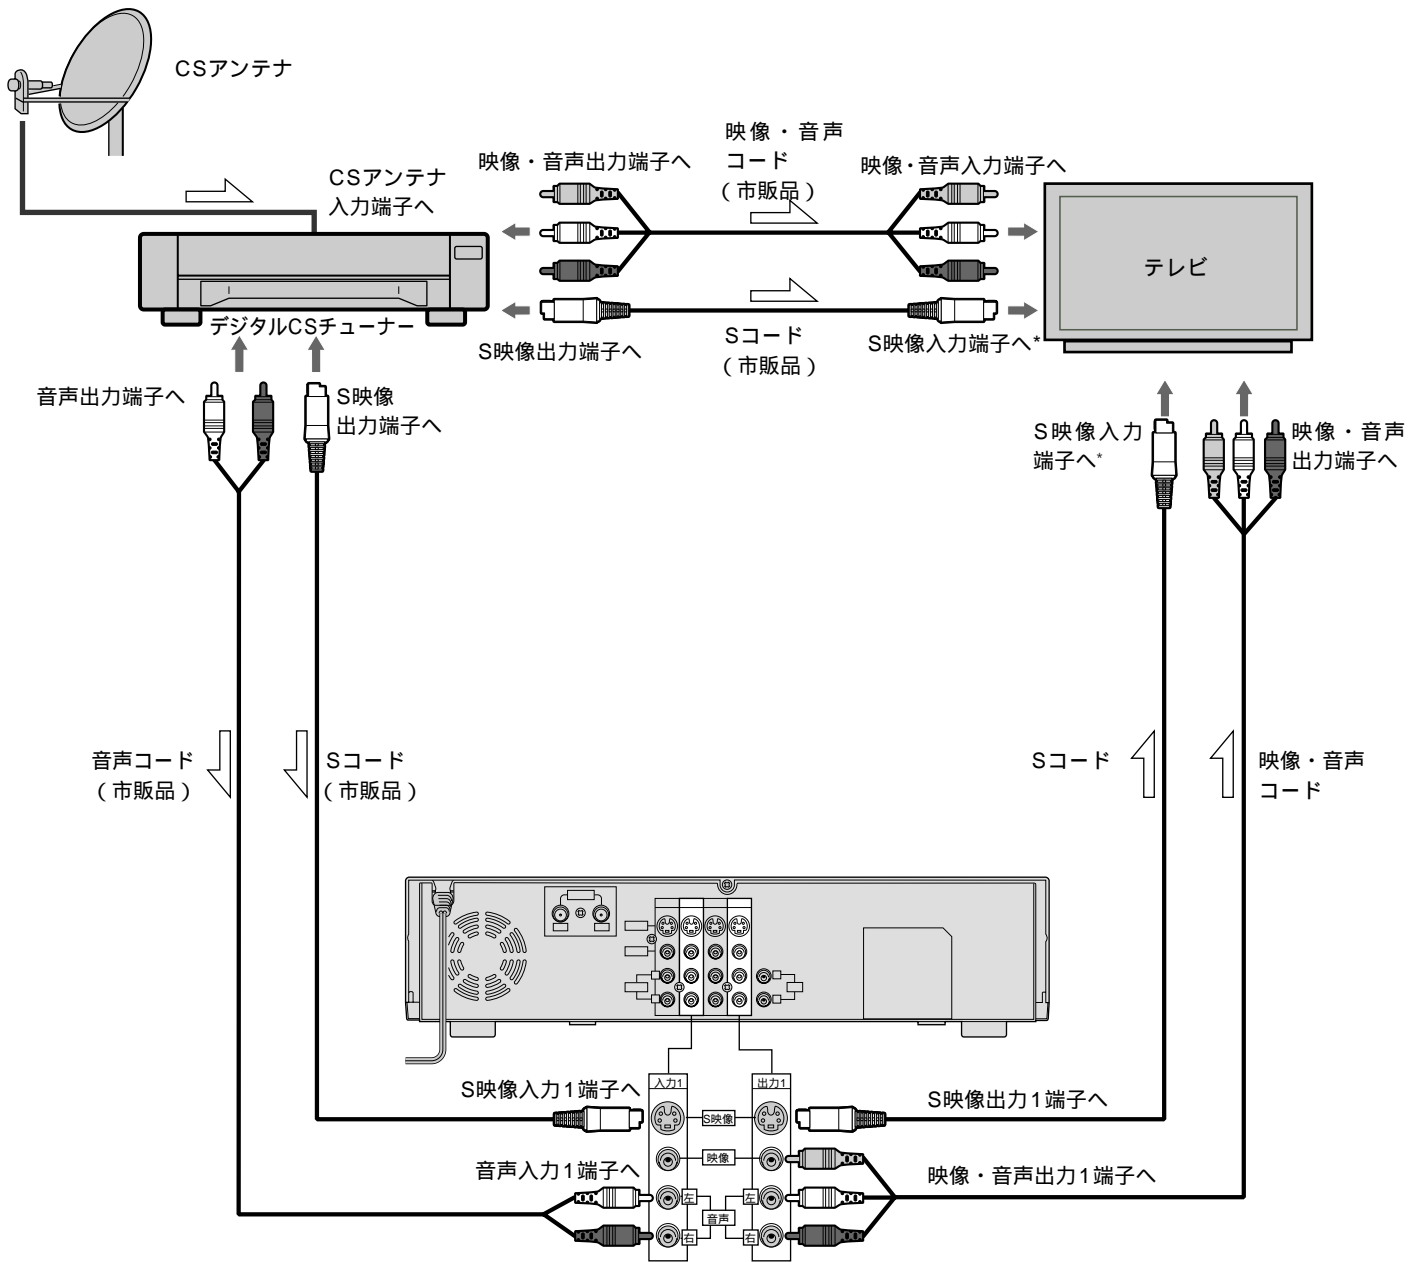 CSアンテナ
CSアンテナ
入力端子へ
映像・音声出力端子へ
映像・音声
コード
（市販品）
映像・音声入力端子へ
テレビ
デジタルCSチューナー
S映像出力端子へ
Sコード
（市販品）
S映像入力端子へ*
音声出力端子へ
S映像
出力端子へ
S映像入力
端子へ*
映像・音声
出力端子へ
音声コード
（市販品）
Sコード
（市販品）
Sコード
映像・音声
コード
S映像入力1端子へ
入力1
出力1
S映像
S映像出力1端子へ
映像
音声入力1端子へ
映像・音声出力1端子へ
左
左
音声
右
右